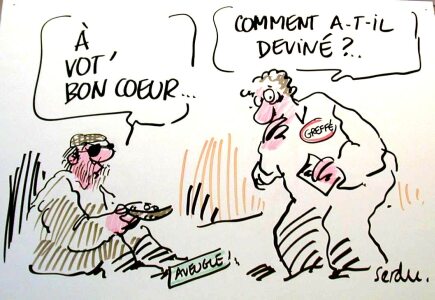 À
VOT'
BON COEUR...
COMMENT A-T-IL
DEVINÉ ?..
GREFFÉ
AVEUGLE!
serdu.